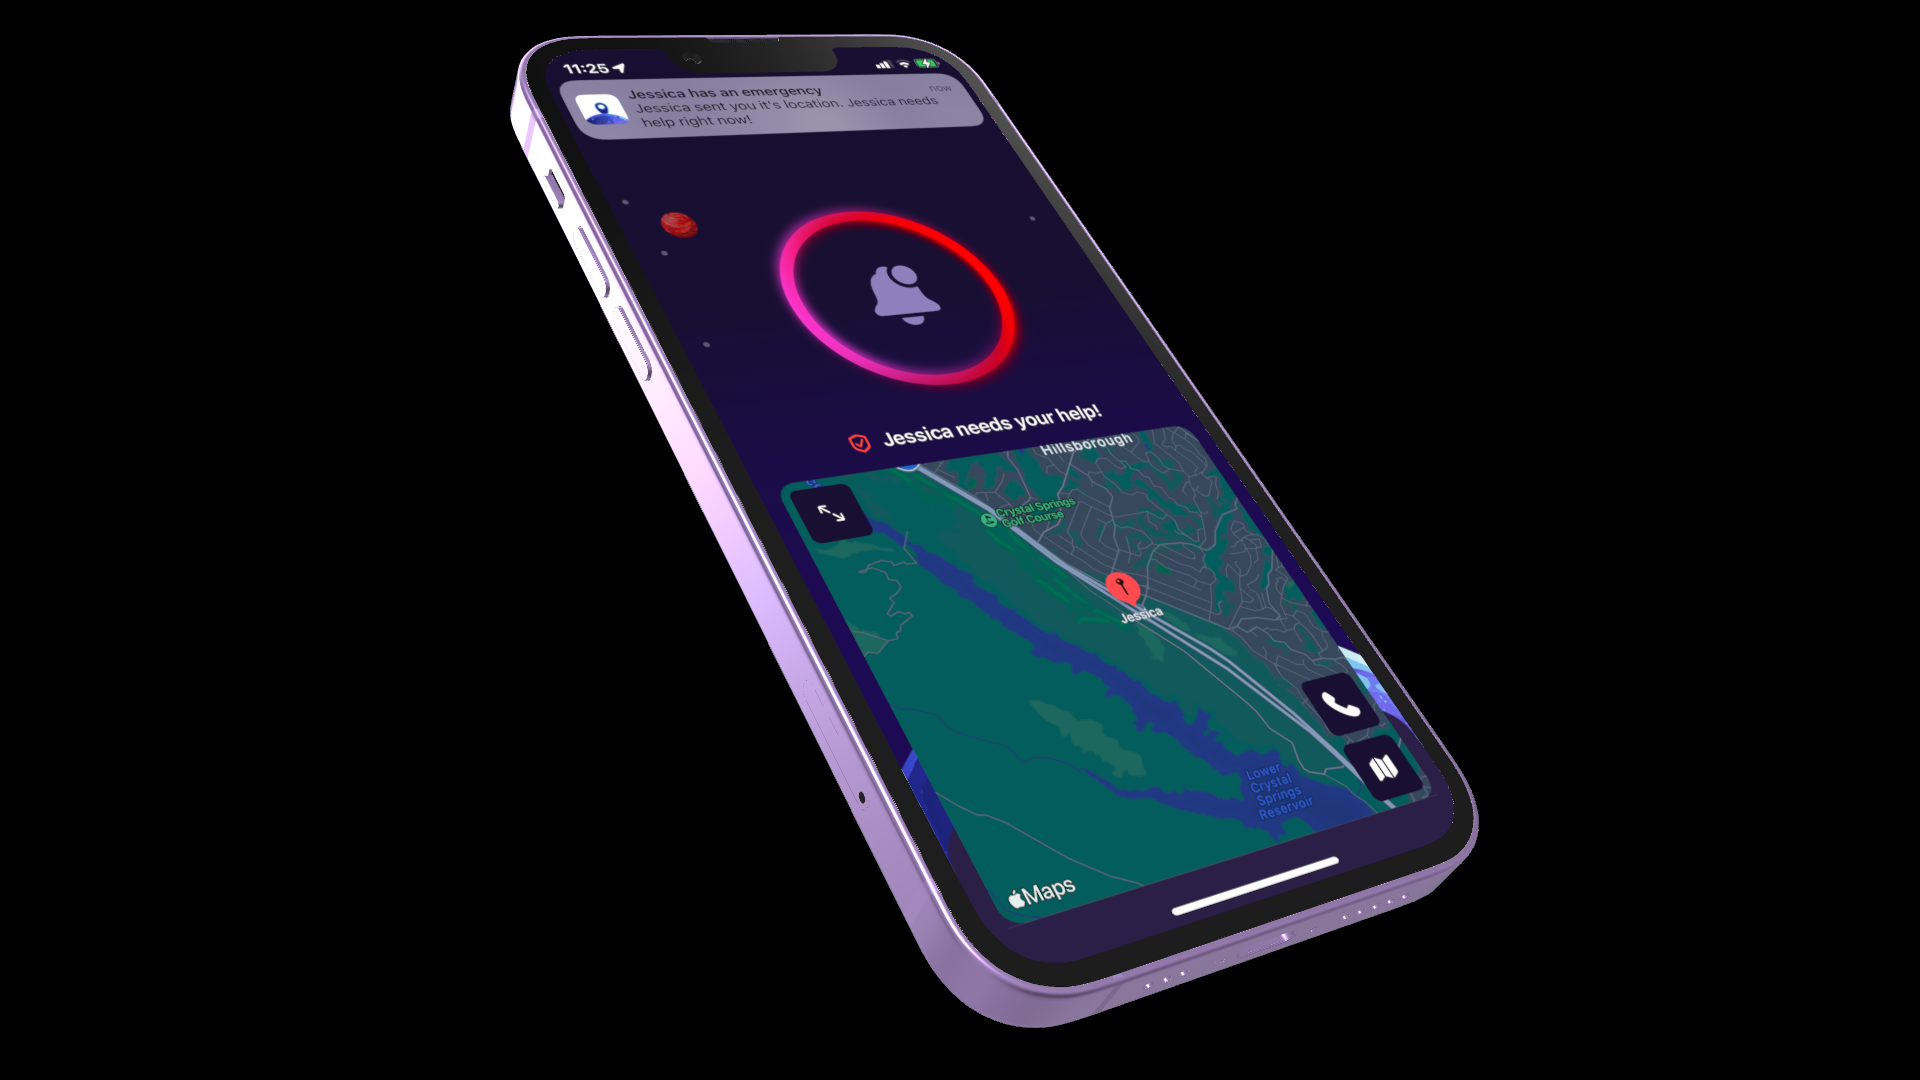 11:25
Jessica has an emergency
now
Jessica sent you it's location. Jessica needs
help right now!
Jessica needs your help!
Hillsborough
Crystal Springs
Golf Course
Jessica
Lower
Crystal
Springs
Reservoir
Maps